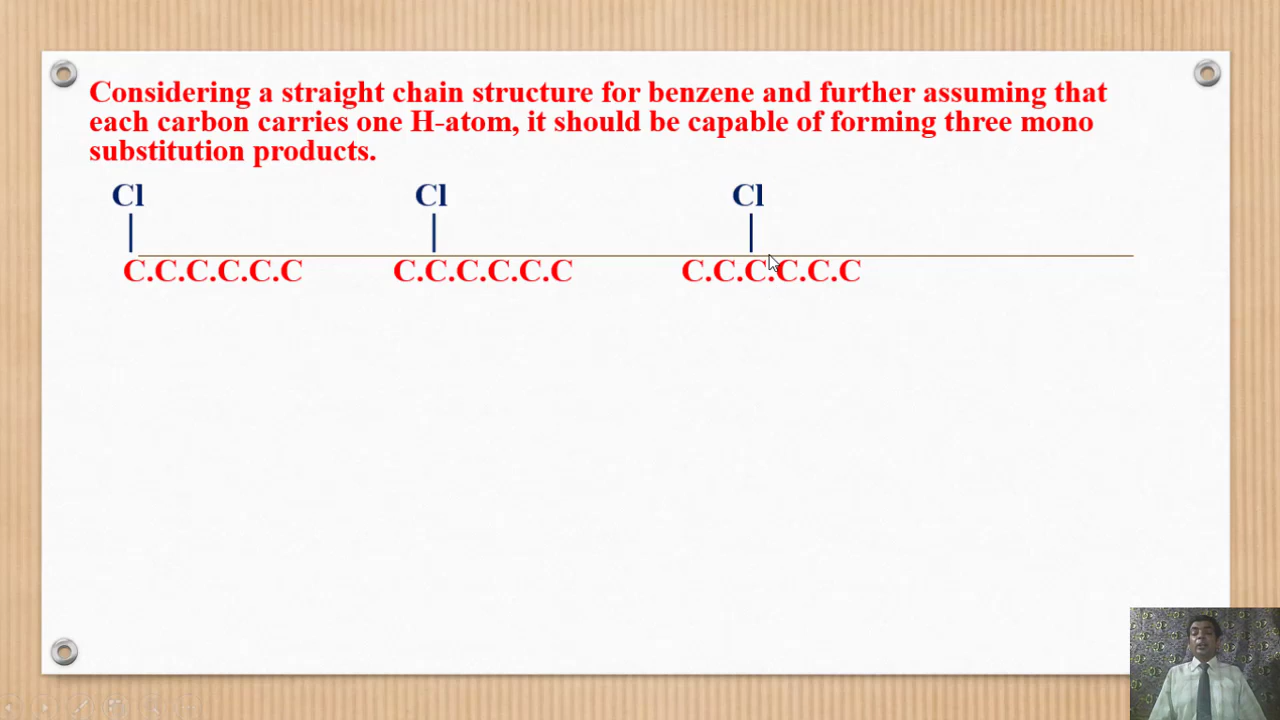 Considering a straight chain structure for benzene and further assuming that
each carbon carries one H-atom, it should be capable of forming three mono
substitution products.
Cl Cl Cl
C.C.C.C.C.C C.C.C.C.C.C C.C.C.C.C.C